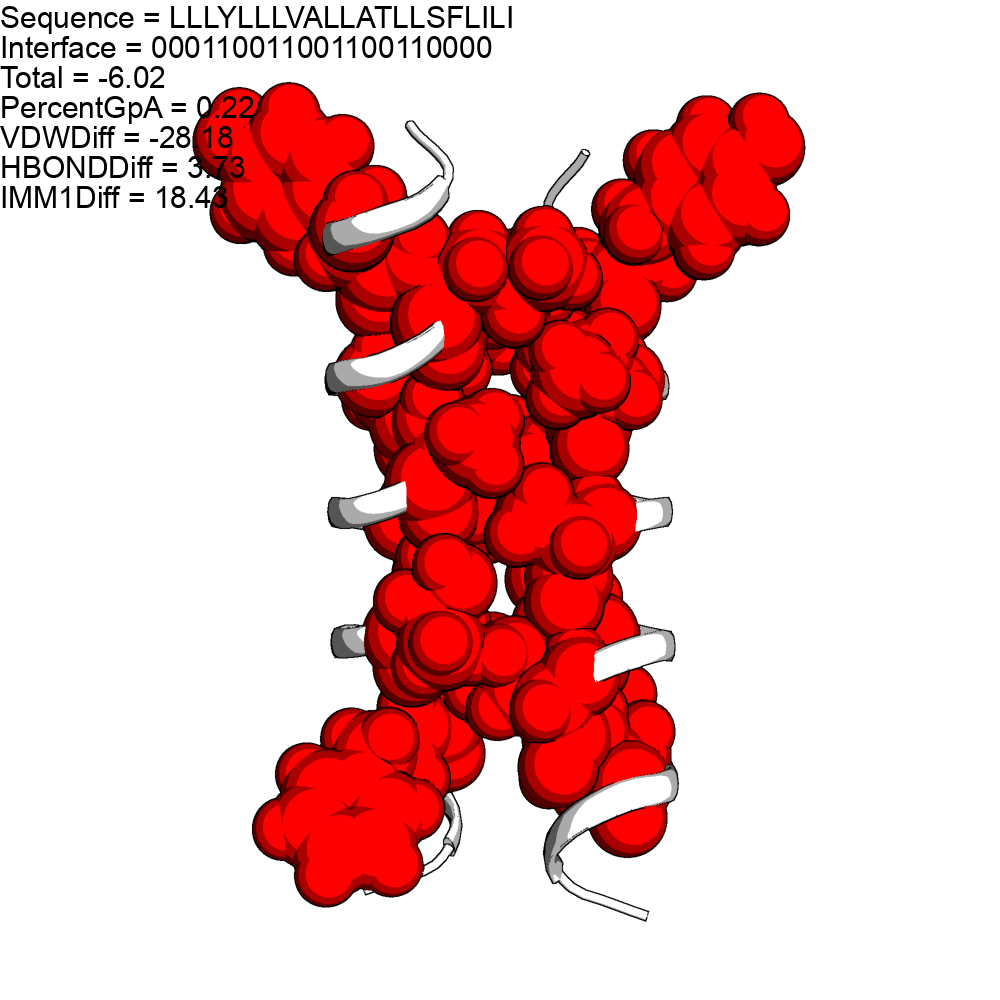 Sequence = LLLYLLLVALLATLLSFLILI
Interface = 000110011001100110000
Total = -6.02
PercentGpA = 0.22
VDWDiff = -28.18
HBONDDiff = 3.73
IMM1Diff = 18.43